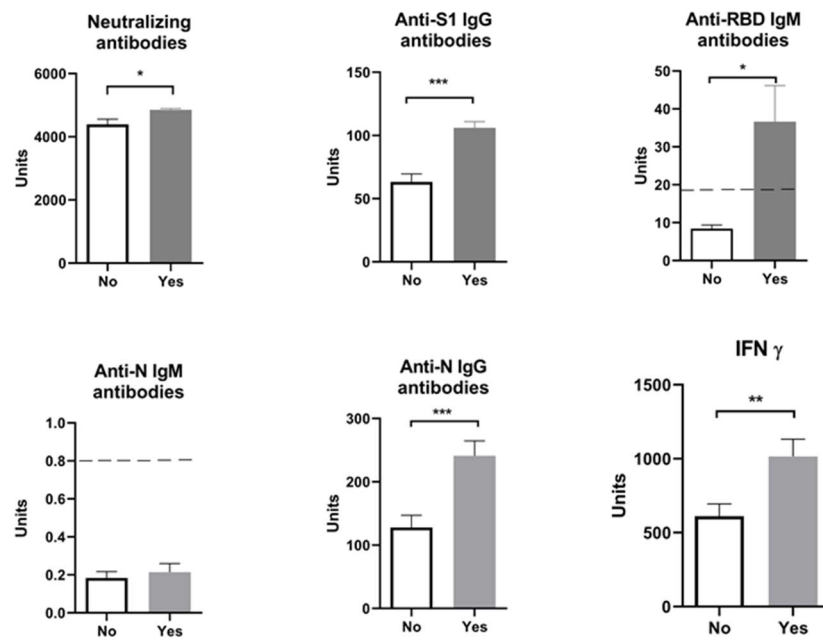 Neutralizing
antibodies
*
6000
4000
2000
0
Units
No Yes
Anti-S1 IgG
antibodies
***
150
100
50
0
Units
No Yes
Anti-RBD IgM
antibodies
*
50
40
30
20
10
0
Units
No Yes
Anti-N IgM
antibodies
1.0
0.8
0.6
0.4
0.2
0.0
Units
No Yes
Anti-N IgG
antibodies
***
300
200
100
0
Units
No Yes
IFN γ
**
1500
1000
500
0
Units
No Yes